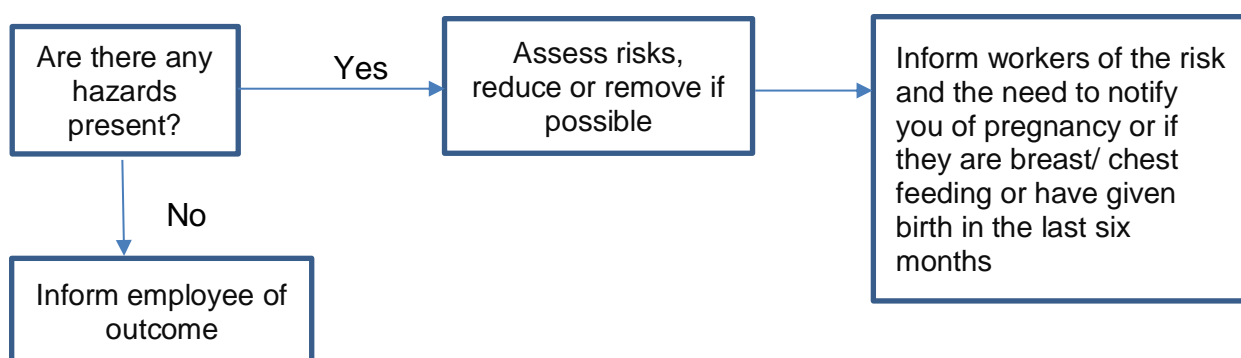 Are there any
hazards
present?
Yes
Assess risks,
reduce or remove if
possible
Inform workers of the risk
and the need to notify
you of pregnancy or if
they are breast/ chest
feeding or have given
birth in the last six
months
No
Inform employee of
outcome